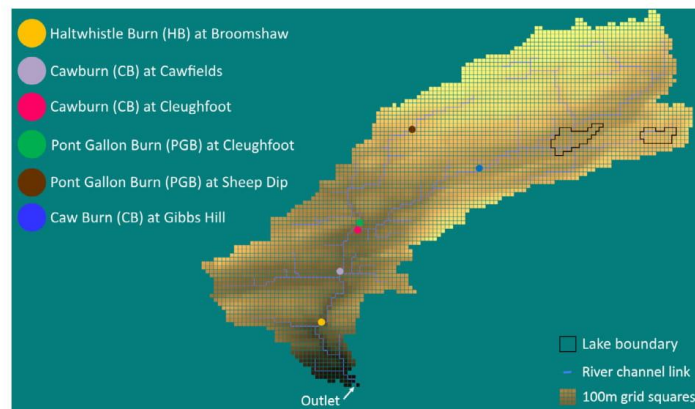 Haltwhistle Burn (HB) at Broomshaw
Cawburn (CB) at Cawfields
Cawburn (CB) at Cleughfoot
Pont Gallon Burn (PGB) at Cleughfoot
Pont Gallon Burn (PGB) at Sheep Dip
Caw Burn (CB) at Gibbs Hill
Lake boundary
River channel link
100m grid squares
Outlet